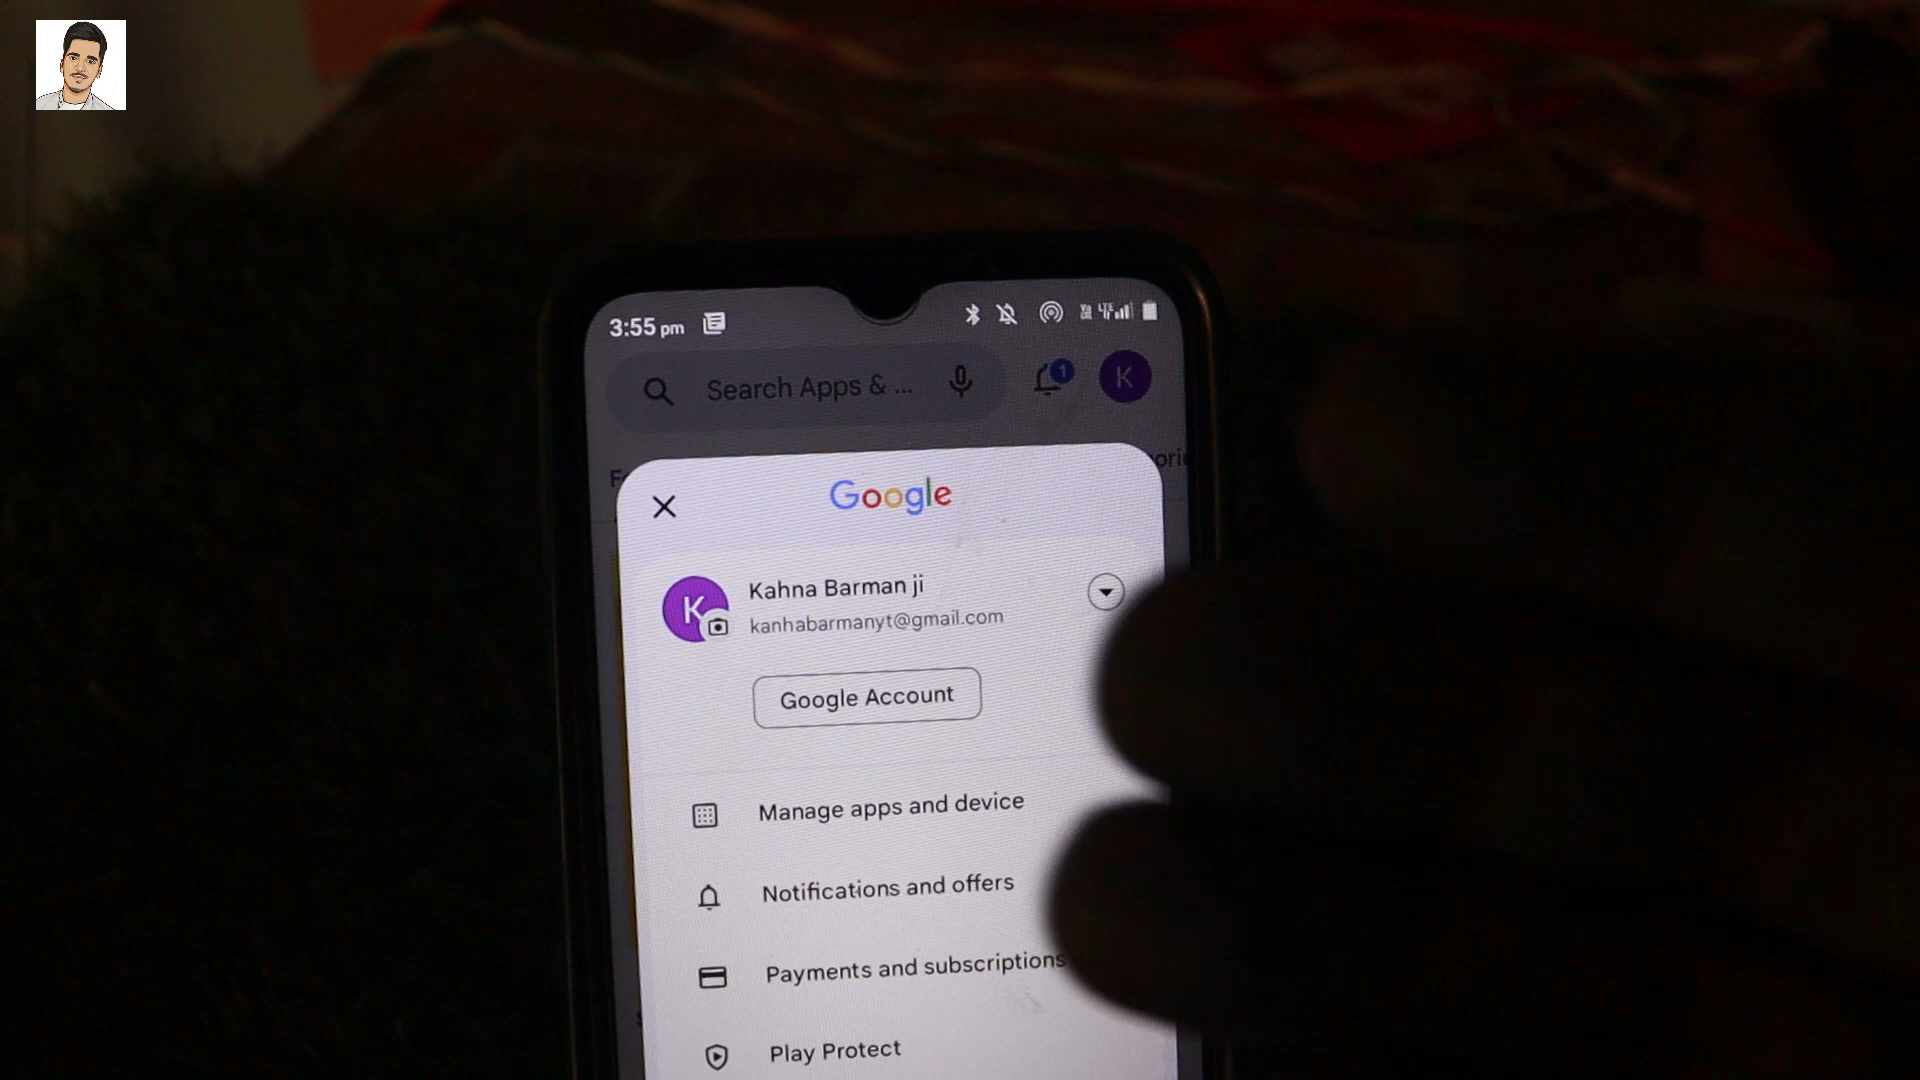 3:55 pm
Search Apps & ...
1
K
Google
K
Kahna Barman ji
kanhabarmanyt@gmail.com
Google Account
Manage apps and device
Notifications and offers
Payments and subscriptions
Play Protect